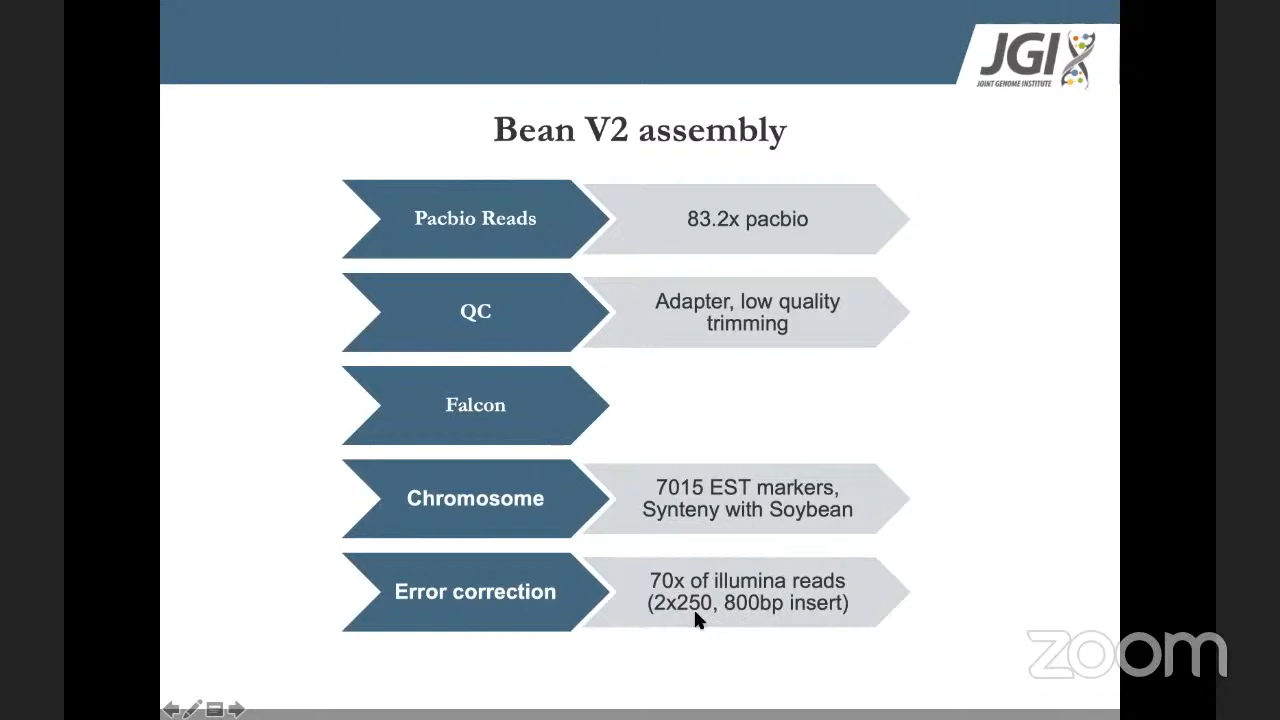 JGI
JOINT GENOME INSTITUTE
Bean V2 assembly
Pacbio Reads
83.2x pacbio
QC
Adapter, low quality
trimming
Falcon
Chromosome
7015 EST markers,
Synteny with Soybean
Error correction
70x of illumina reads
(2x250, 800bp insert)
zoom